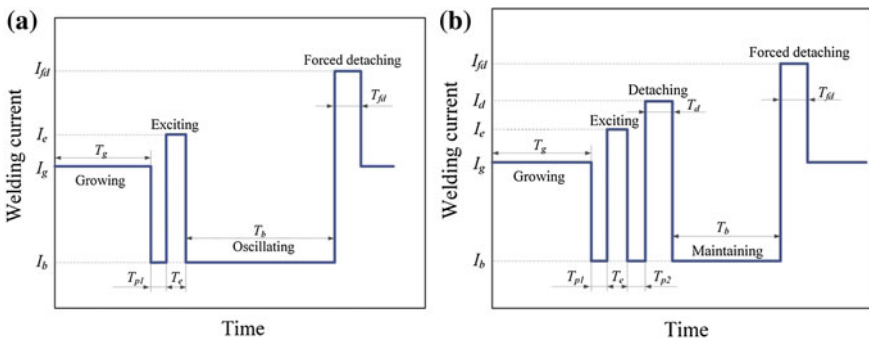 (a)
Welding current
I_fd
I_e
I_g
I_b
Forced detaching
T_fd
Exciting
T_g
Growing
T_b
Oscillating
T_p1
T_e
Time
(b)
Welding current
I_fd
I_d
I_e
I_g
I_b
Forced detaching
T_fd
Detaching
T_d
Exciting
T_g
Growing
T_b
Maintaining
T_p1
T_e
T_p2
Time